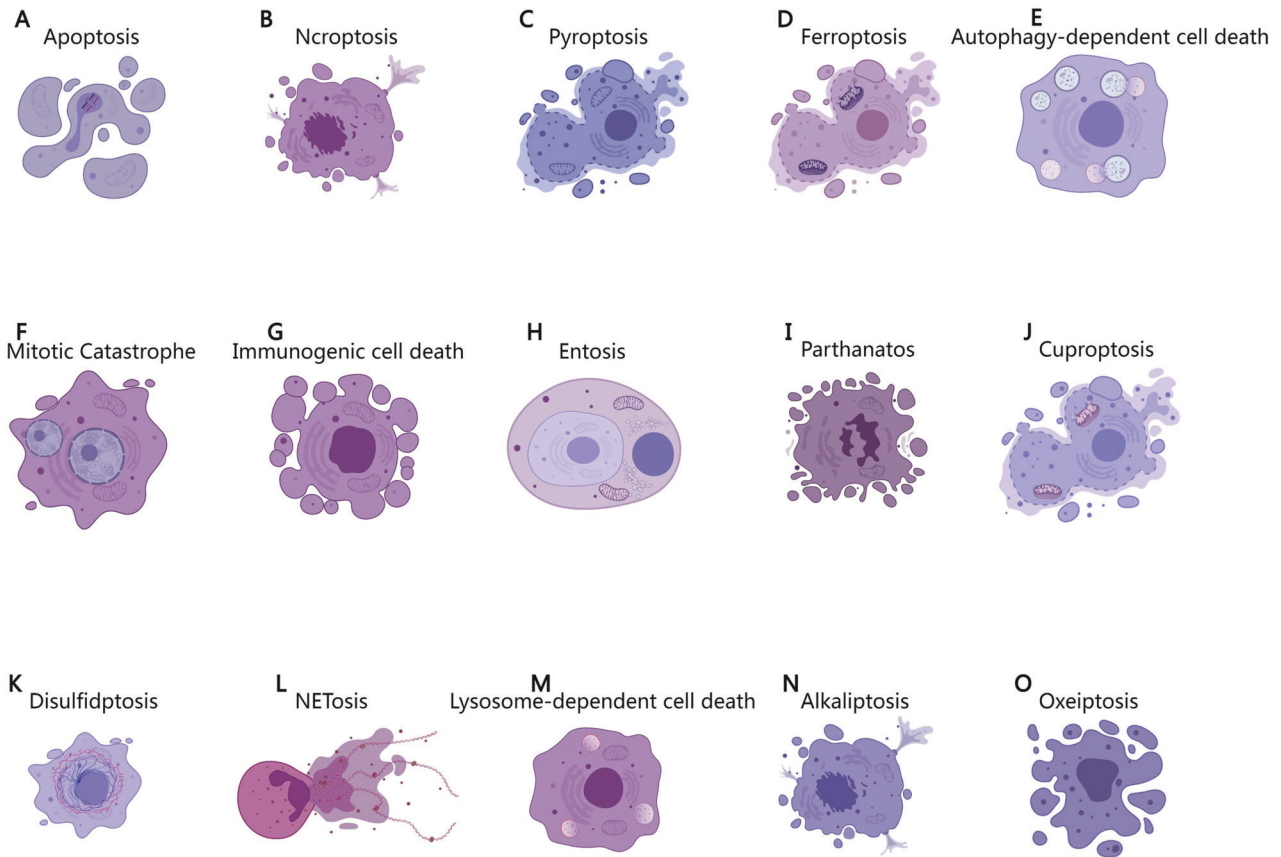 A
Apoptosis
B
Ncroptosis
C
Pyroptosis
D
Ferroptosis
E
Autophagy-dependent cell death
F
Mitotic Catastrophe
G
Immunogenic cell death
H
Entosis
I
Parthanatos
J
Cuproptosis
K
Disulfidptosis
L
NETosis
M
Lysosome-dependent cell death
N
Alkaliptosis
O
Oxeiptosis